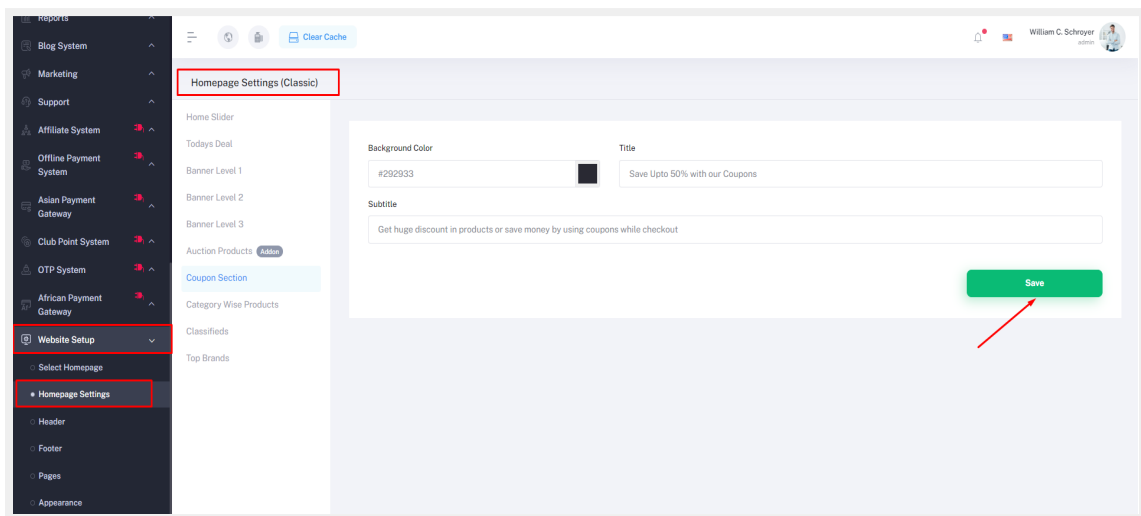 Reports
Blog System
Marketing
Support
Affiliate System
Offline Payment
System
Asian Payment
Gateway
Club Point System
OTP System
African Payment
Gateway
Website Setup
Select Homepage
Homepage Settings
Header
Footer
Pages
Appearance
Clear Cache
William C. Schroyer
admin
Homepage Settings (Classic)
Home Slider
Todays Deal
Banner Level 1
Banner Level 2
Banner Level 3
Auction Products Addon
Coupon Section
Category Wise Products
Classifieds
Top Brands
Background Color
#292933
Title
Save Upto 50% with our Coupons
Subtitle
Get huge discount in products or save money by using coupons while checkout
Save